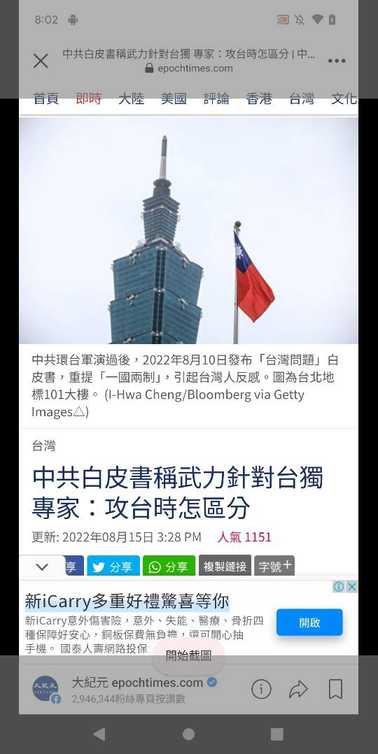 8:02
中共白皮書稱武力針對台獨 專家：攻台時怎區分 | 中...
epochtimes.com
首頁 即時 大陸 美國 評論 香港 台灣 文化
中共環台軍演過後，2022年8月10日發布「台灣問題」白
皮書，重提「一國兩制」，引起台灣人反感。圖為台北地
標101大樓。 (I-Hwa Cheng/Bloomberg via Getty
Images△)
台灣
中共白皮書稱武力針對台獨
專家：攻台時怎區分
更新: 2022年08月15日 3:28 PM 人氣 1151
享 分享 分享 複製鏈接 字號+
新iCarry多重好禮驚喜等你
新iCarry意外傷害險，意外、失能、醫療、骨折四
種保障好安心，銅板保費無負擔，還可開心抽
手機。 國泰人壽網路投保
開啟
開始截圖
大紀元 epochtimes.com
2,946,344粉絲專頁按讚數